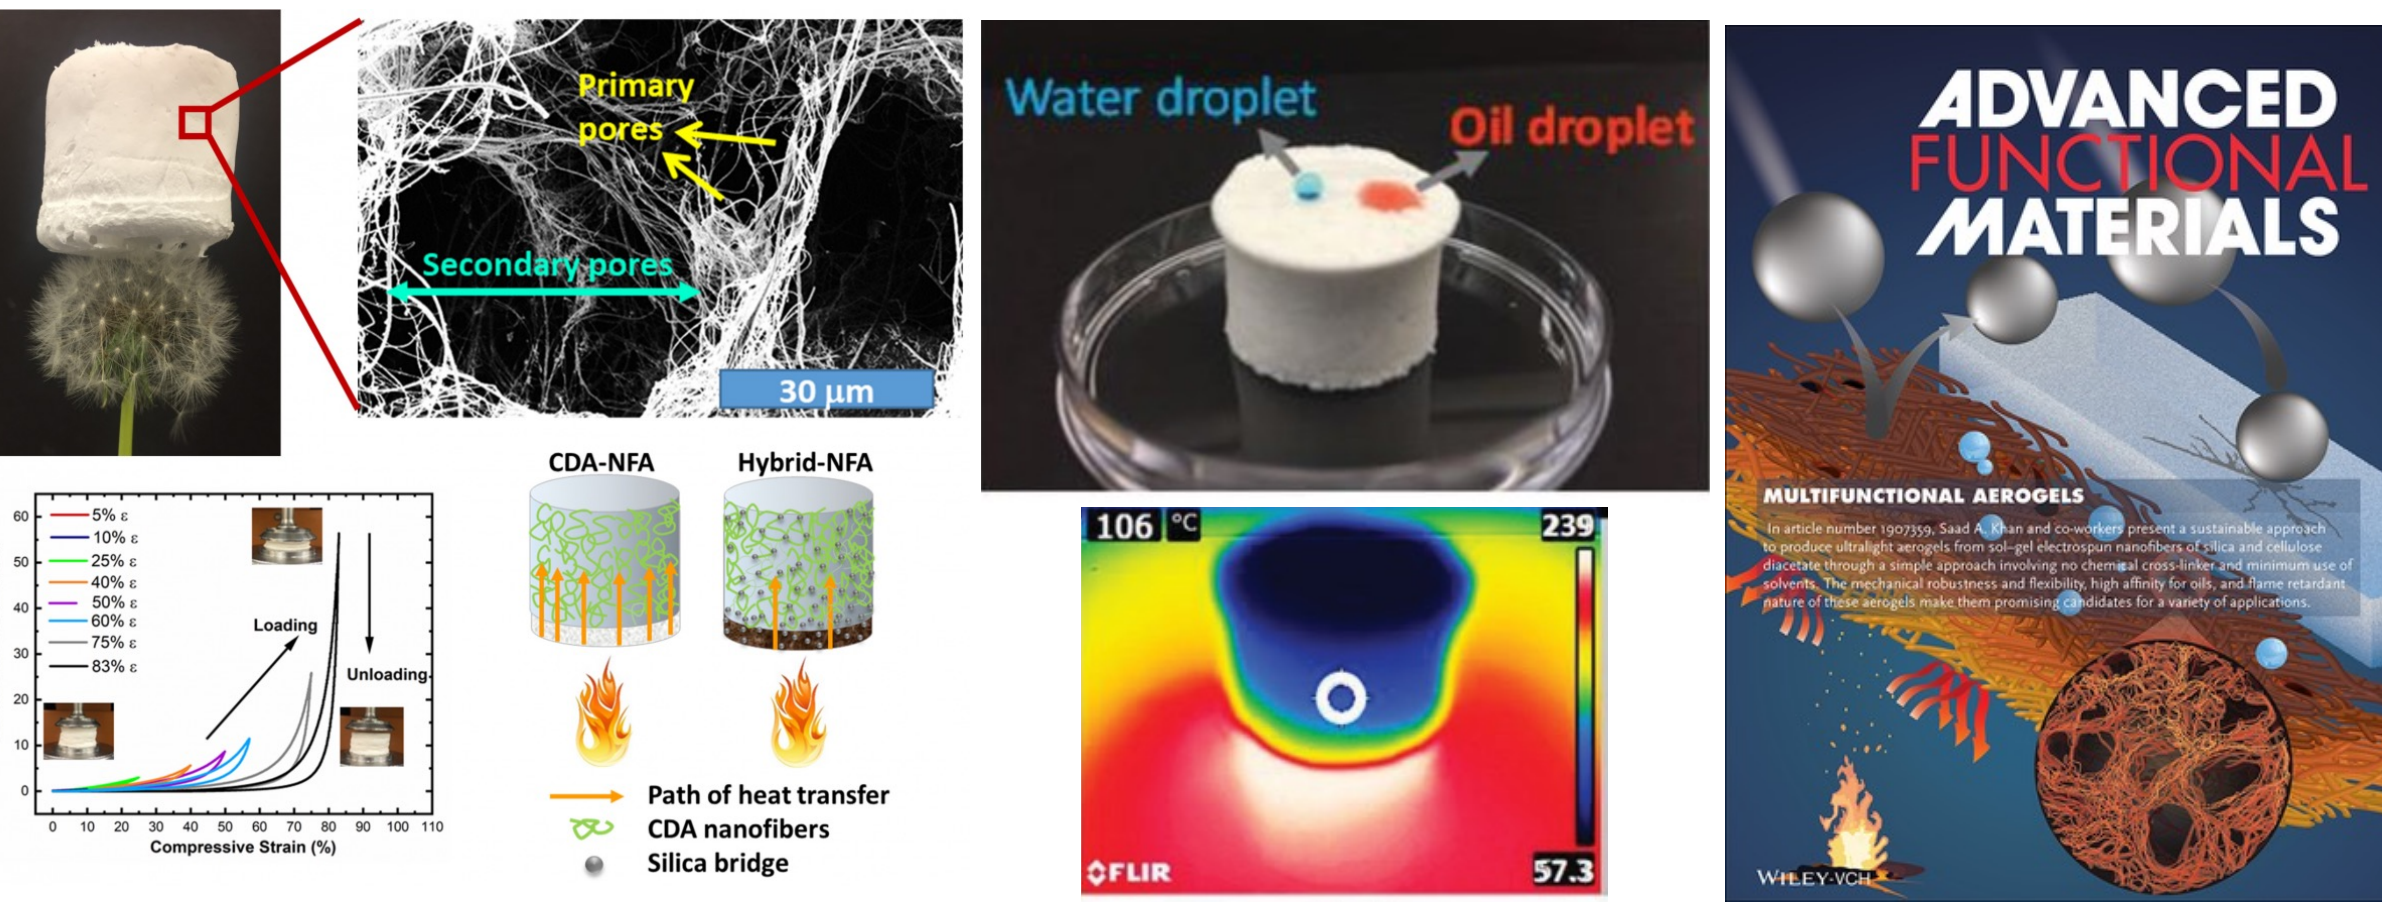 Primary
pores
Secondary pores
30 μm
Water droplet
Oil droplet
ADVANCED
FUNCTIONAL
MATERIALS
MULTIFUNCTIONAL AEROGELS
In article number 1907359, Saad A. Khan and co-workers present a sustainable approach
to produce ultralight aerogels from sol–gel electrospun nanofibers of silica and cellulose
diacetate through a simple approach involving no chemical cross-linker and minimum use of
solvents. The mechanical robustness and flexibility, high affinity for oils, and flame retardant
nature of these aerogels make them promising candidates for a variety of applications.
WILEY-VCH
60
50
40
30
20
10
0
5% ε
10% ε
25% ε
40% ε
50% ε
60% ε
75% ε
83% ε
Loading
Unloading
0 10 20 30 40 50 60 70 80 90 100 110
Compressive Strain (%)
CDA-NFA
Hybrid-NFA
Path of heat transfer
CDA nanofibers
Silica bridge
106 °C
239
57.3
FLIR